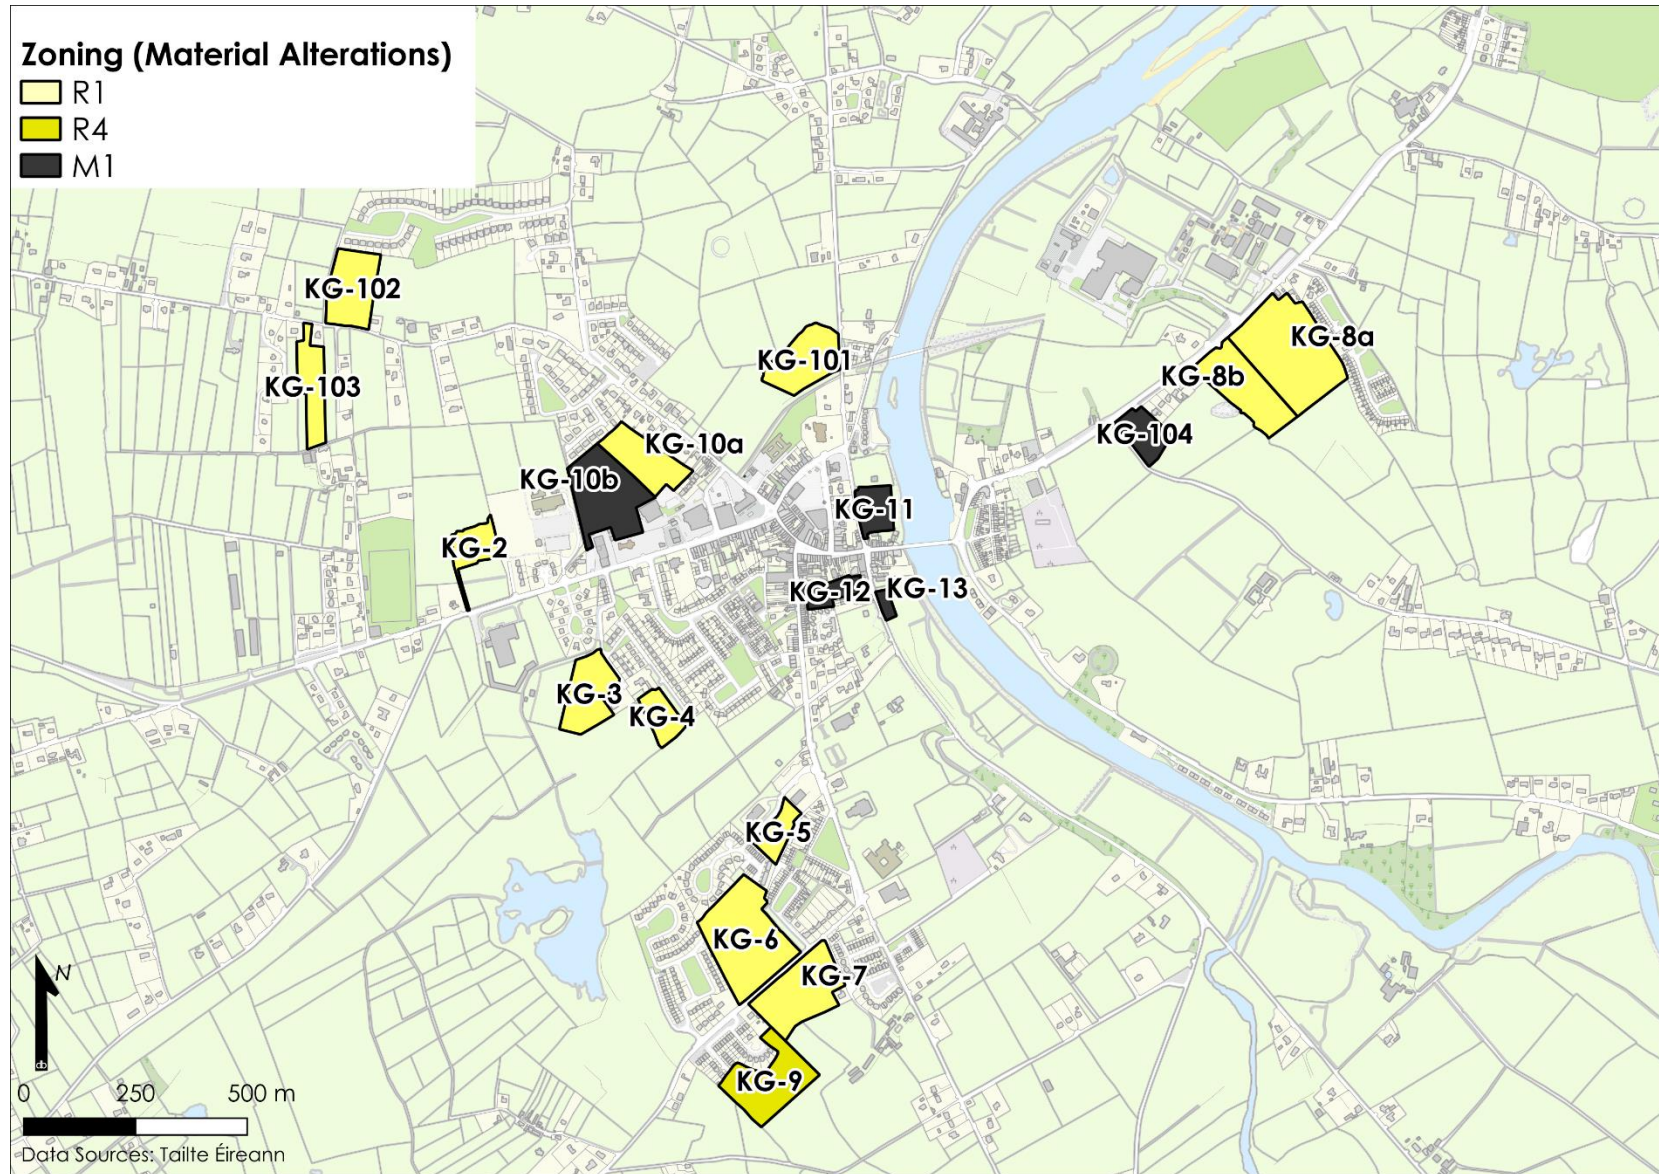 Zoning (Material Alterations)
R1
R4
M1
KG-102
KG-103
KG-101
KG-8a
KG-8b
KG-104
KG-10a
KG-10b
KG-11
KG-2
KG-12
KG-13
KG-3
KG-4
KG-5
KG-6
KG-7
KG-9
N
0 250 500 m
Data Sources: Tailte Éireann